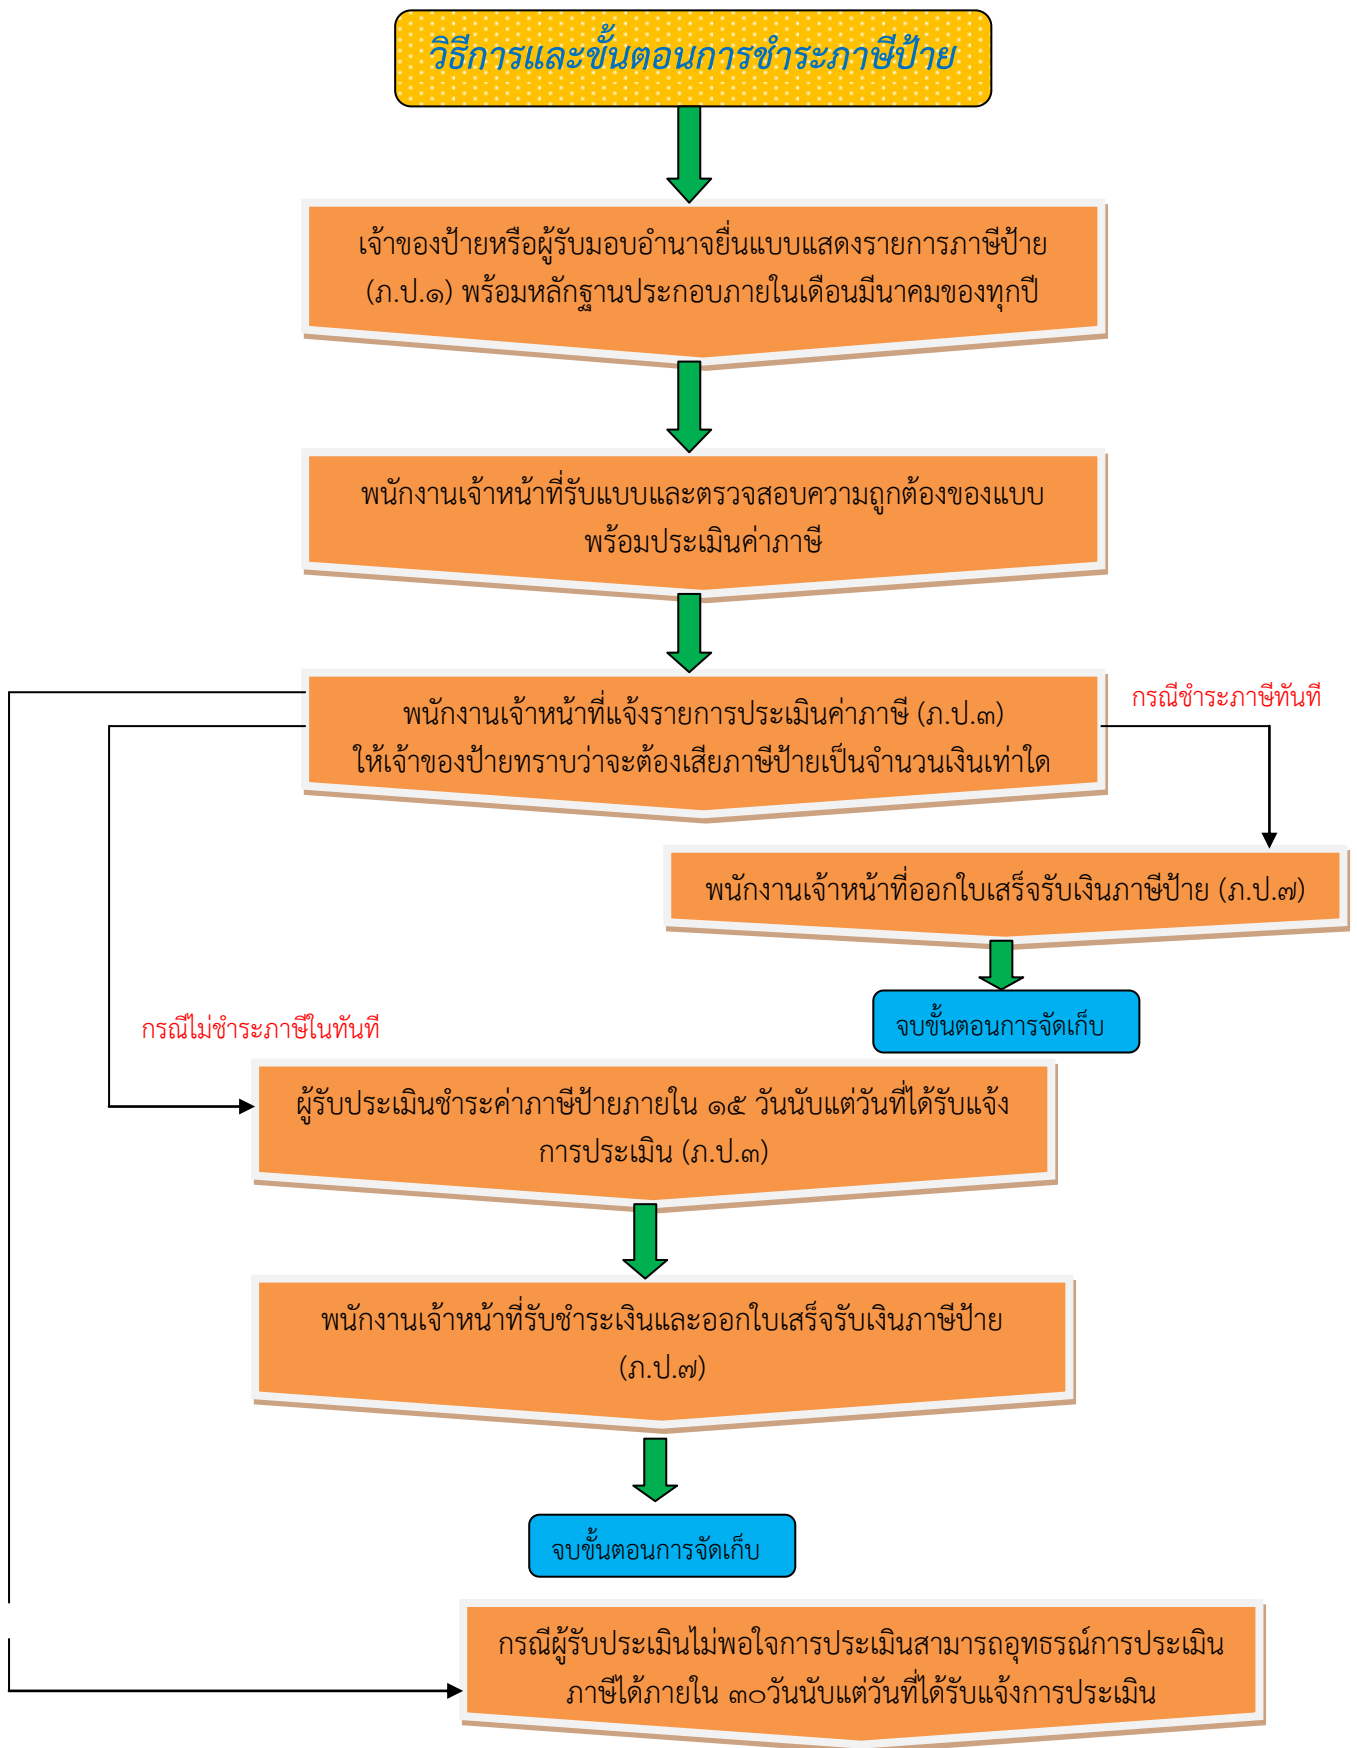 วิธีการและขั้นตอนการชำระภาษีป้าย
เจ้าของป้ายหรือผู้รับมอบอำนาจยื่นแบบแสดงรายการภาษีป้าย
(ภ.ป.๑) พร้อมหลักฐานประกอบภายในเดือนมีนาคมของทุกปี
พนักงานเจ้าหน้าที่รับแบบและตรวจสอบความถูกต้องของแบบ
พร้อมประเมินค่าภาษี
พนักงานเจ้าหน้าที่แจ้งรายการประเมินค่าภาษี (ภ.ป.๓)
ให้เจ้าของป้ายทราบว่าจะต้องเสียภาษีป้ายเป็นจำนวนเงินเท่าใด
กรณีชำระภาษีทันที
พนักงานเจ้าหน้าที่ออกใบเสร็จรับเงินภาษีป้าย (ภ.ป.๗)
จบขั้นตอนการจัดเก็บ
กรณีไม่ชำระภาษีในทันที
ผู้รับประเมินชำระค่าภาษีป้ายภายใน ๑๕ วันนับแต่วันที่ได้รับแจ้ง
การประเมิน (ภ.ป.๓)
พนักงานเจ้าหน้าที่รับชำระเงินและออกใบเสร็จรับเงินภาษีป้าย
(ภ.ป.๗)
จบขั้นตอนการจัดเก็บ
กรณีผู้รับประเมินไม่พอใจการประเมินสามารถอุทธรณ์การประเมิน
ภาษีได้ภายใน ๓๐วันนับแต่วันที่ได้รับแจ้งการประเมิน